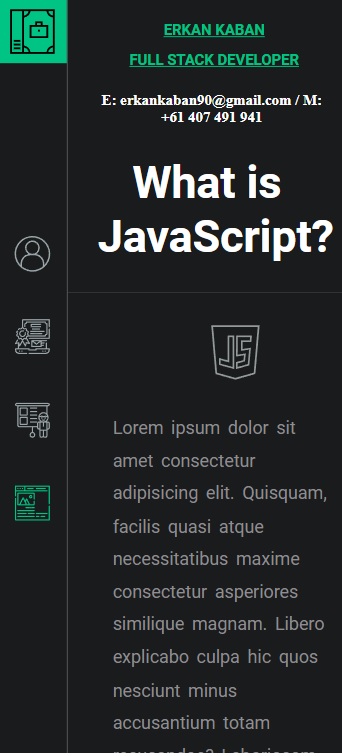 ERKAN KABAN
FULL STACK DEVELOPER
E: erkankaban90@gmail.com / M:
+61 407 491 941
What is
JavaScript?
JS
Lorem ipsum dolor sit
amet consectetur
adipisicing elit. Quisquam,
facilis quasi atque
necessitatibus maxime
consectetur asperiores
similique magnam. Libero
explicabo culpa hic quos
nesciunt minus
accusantium totam